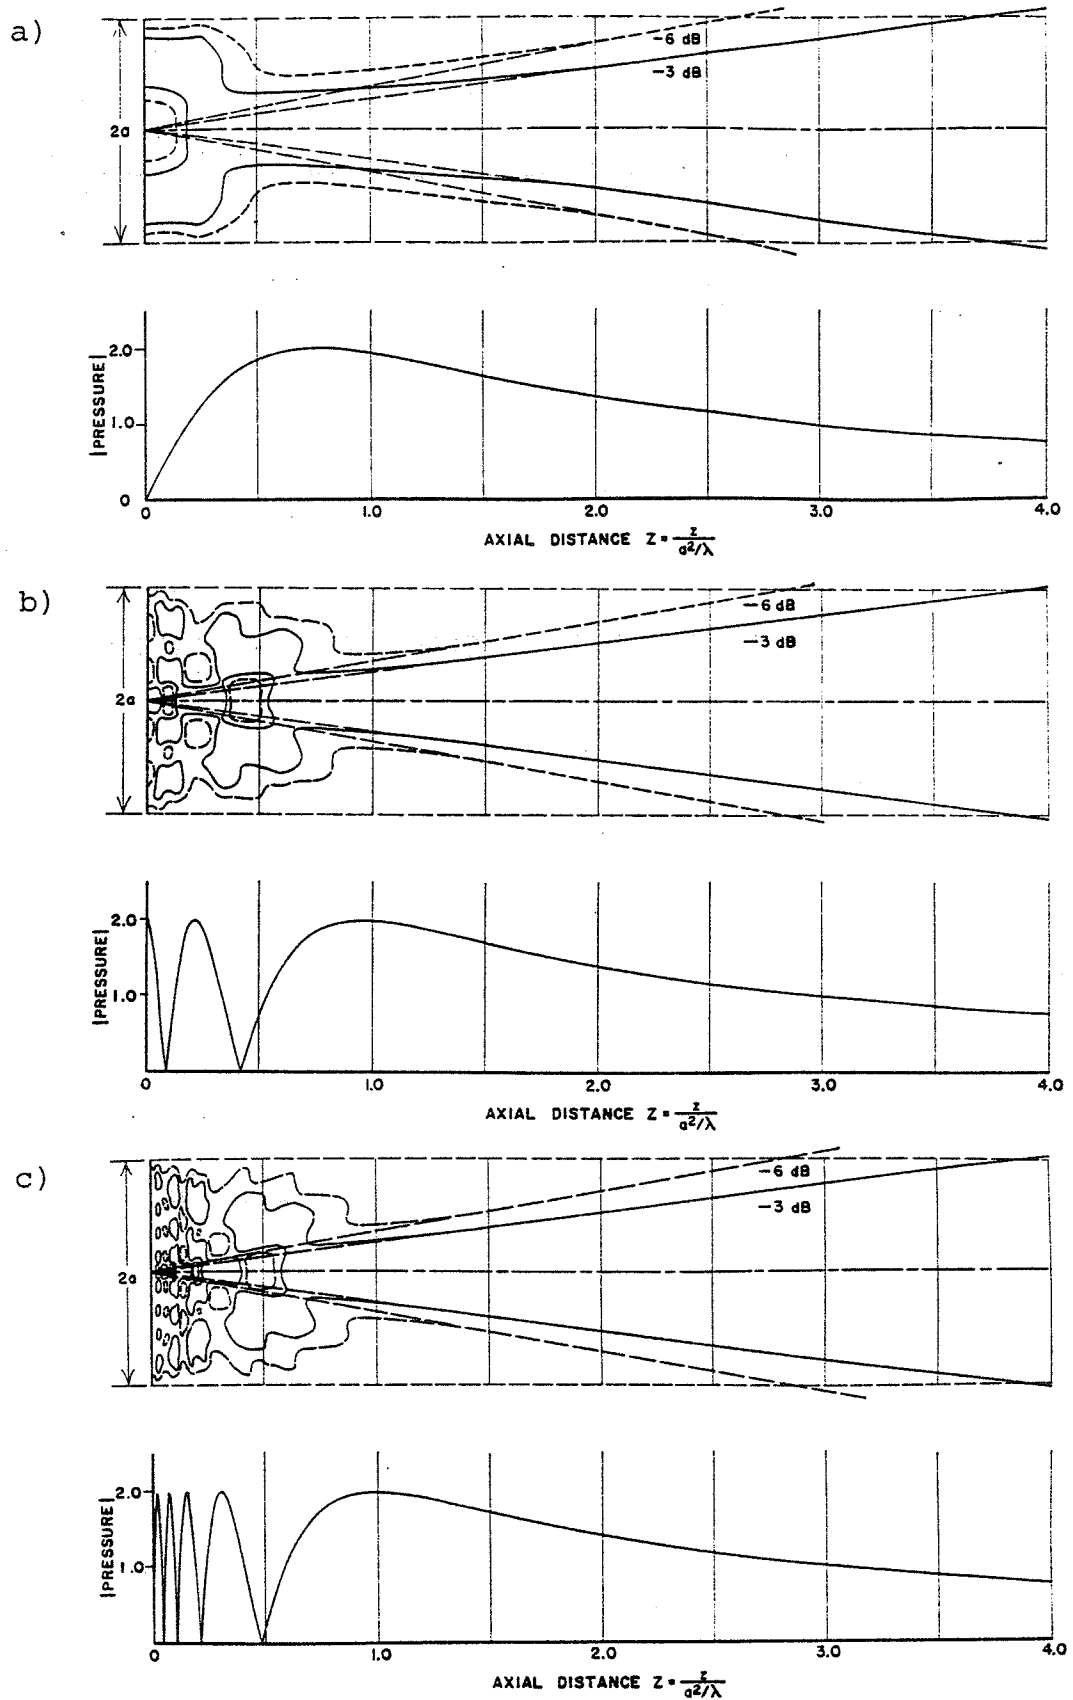 a)
-6 dB
-3 dB
2a
|PRESSURE|
2.0
1.0
0
0 1.0 2.0 3.0 4.0
AXIAL DISTANCE Z = z / a²/λ
b)
-6 dB
-3 dB
2a
|PRESSURE|
2.0
1.0
0 1.0 2.0 3.0 4.0
AXIAL DISTANCE Z = z / a²/λ
c)
-6 dB
-3 dB
2a
|PRESSURE|
2.0
1.0
0 1.0 2.0 3.0 4.0
AXIAL DISTANCE Z = z / a²/λ